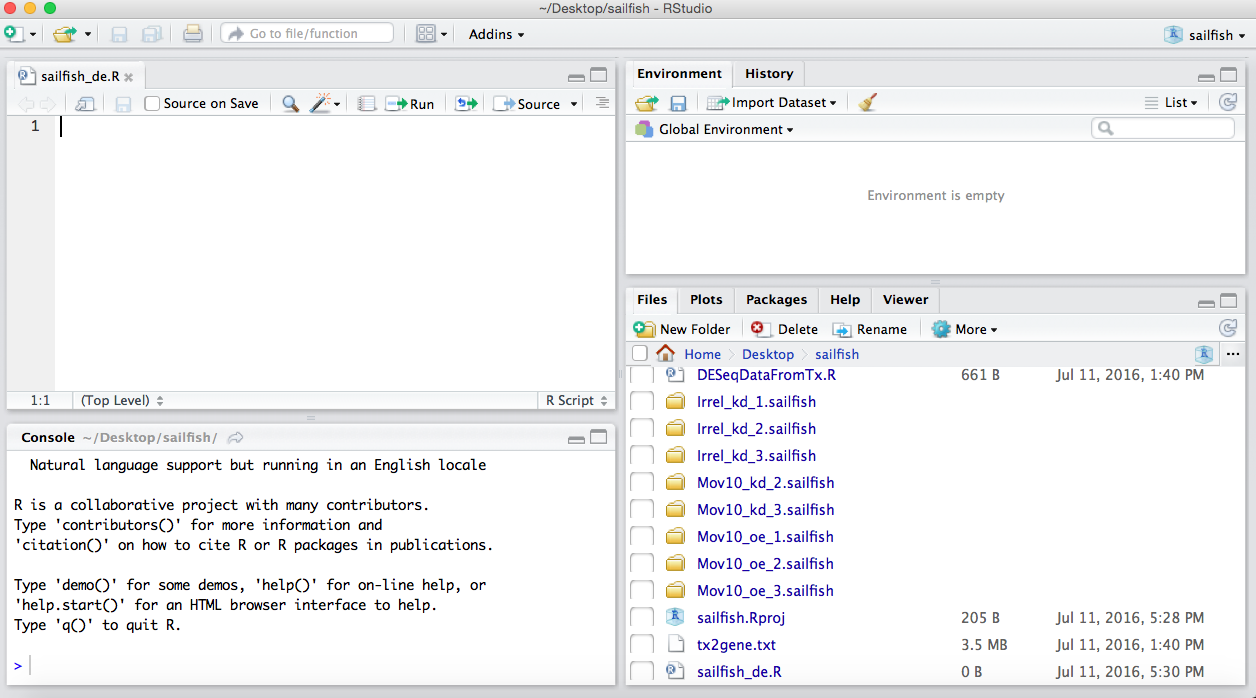 ~/Desktop/sailfish - RStudio
Go to file/function
Addins
sailfish
sailfish_de.R
Source on Save
Run
Source
1
1:1
(Top Level)
R Script
Console ~/Desktop/sailfish/
Natural language support but running in an English locale
R is a collaborative project with many contributors.
Type 'contributors()' for more information and
'citation()' on how to cite R or R packages in publications.
Type 'demo()' for some demos, 'help()' for on-line help, or
'help.start()' for an HTML browser interface to help.
Type 'q()' to quit R.
>
Environment History
Import Dataset
List
Global Environment
Environment is empty
Files Plots Packages Help Viewer
New Folder Delete Rename More
Home Desktop sailfish
DESeqDataFromTx.R 661 B Jul 11, 2016, 1:40 PM
Irrel_kd_1.sailfish
Irrel_kd_2.sailfish
Irrel_kd_3.sailfish
Mov10_kd_2.sailfish
Mov10_kd_3.sailfish
Mov10_oe_1.sailfish
Mov10_oe_2.sailfish
Mov10_oe_3.sailfish
sailfish.Rproj 205 B Jul 11, 2016, 5:28 PM
tx2gene.txt 3.5 MB Jul 11, 2016, 1:40 PM
sailfish_de.R 0 B Jul 11, 2016, 5:30 PM